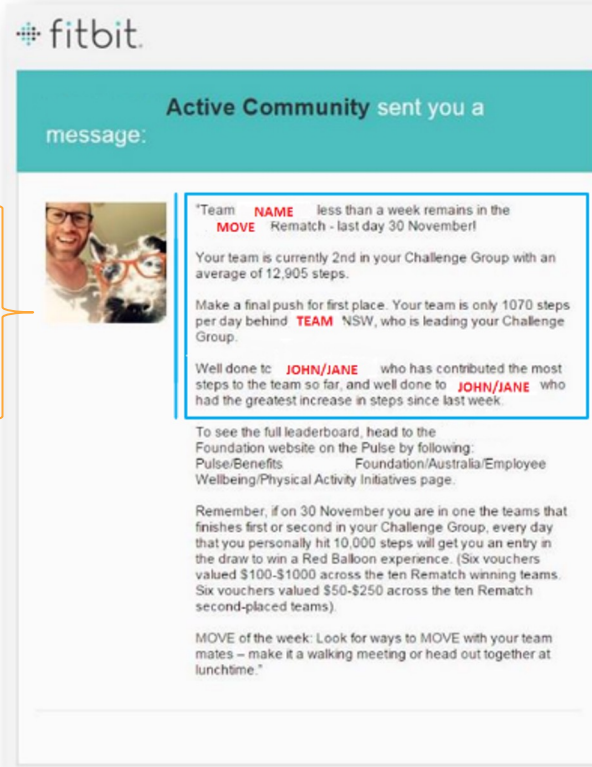 fitbit.
Active Community sent you a
message:
"Team NAME less than a week remains in the
MOVE Rematch - last day 30 November!
Your team is currently 2nd in your Challenge Group with an
average of 12,905 steps.
Make a final push for first place. Your team is only 1070 steps
per day behind TEAM NSW, who is leading your Challenge
Group.
Well done to JOHN/JANE who has contributed the most
steps to the team so far, and well done to JOHN/JANE who
had the greatest increase in steps since last week.
To see the full leaderboard, head to the
Foundation website on the Pulse by following:
Pulse/Benefits Foundation/Australia/Employee
Wellbeing/Physical Activity Initiatives page.
Remember, if on 30 November you are in one the teams that
finishes first or second in your Challenge Group, every day
that you personally hit 10,000 steps will get you an entry in
the draw to win a Red Balloon experience. (Six vouchers
valued $100-$1000 across the ten Rematch winning teams.
Six vouchers valued $50-$250 across the ten Rematch
second-placed teams).
MOVE of the week: Look for ways to MOVE with your team
mates – make it a walking meeting or head out together at
lunchtime."